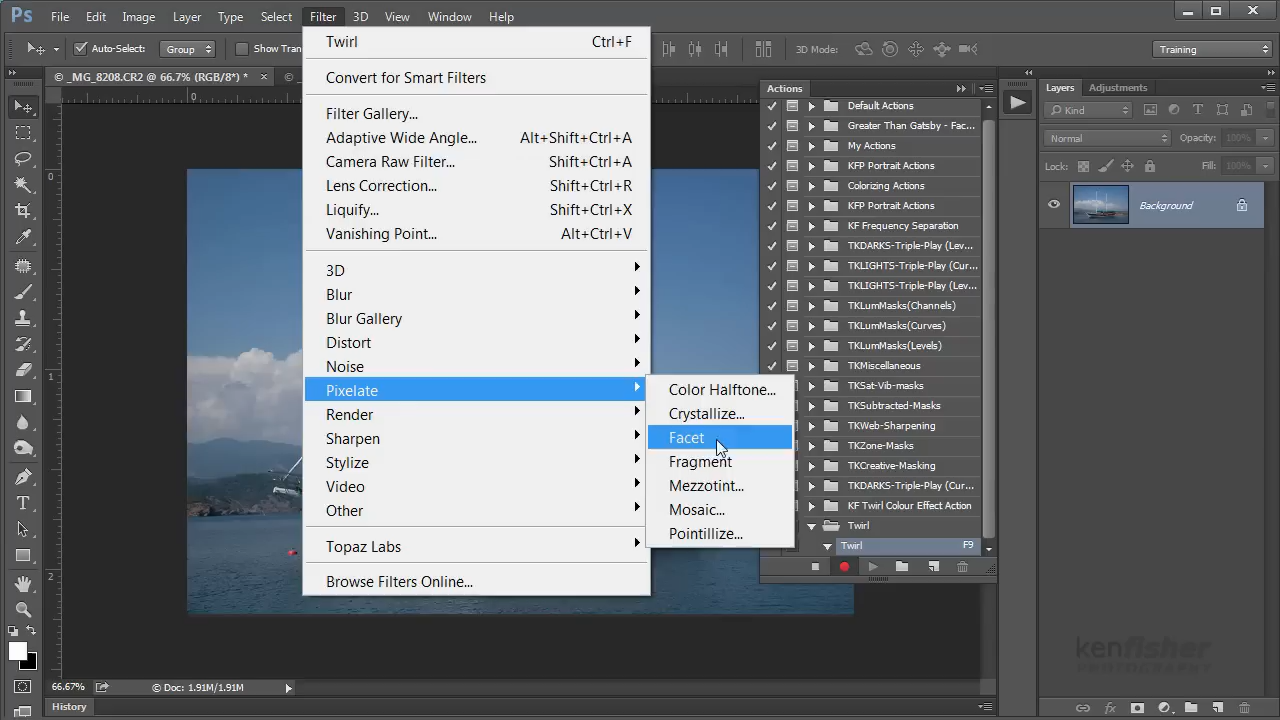 Ps File Edit Image Layer Type Select Filter 3D View Window Help
Auto-Select: Group Show Tran 3D Mode: Training
© _MG_8208.CR2 @ 66.7% (RGB/8*) * × ©
0
0
1
2
Twirl Ctrl+F
Convert for Smart Filters
Filter Gallery...
Adaptive Wide Angle... Alt+Shift+Ctrl+A
Camera Raw Filter... Shift+Ctrl+A
Lens Correction... Shift+Ctrl+R
Liquify... Shift+Ctrl+X
Vanishing Point... Alt+Ctrl+V
3D
Blur
Blur Gallery
Distort
Noise
Pixelate
Render
Sharpen
Stylize
Video
Other
Topaz Labs
Browse Filters Online...
Color Halftone...
Crystallize...
Facet
Fragment
Mezzotint...
Mosaic...
Pointillize...
Actions
Default Actions
Greater Than Gatsby - Fac...
My Actions
KFP Portrait Actions
Colorizing Actions
KFP Portrait Actions
KF Frequency Separation
TKDARKS-Triple-Play (Lev...
TKLIGHTS-Triple-Play (Cur...
TKLIGHTS-Triple-Play (Lev...
TKLumMasks(Channels)
TKLumMasks(Curves)
TKLumMasks(Levels)
TKMiscellaneous
TKSat-Vib-masks
TKSubtracted-Masks
TKWeb-Sharpening
TKZone-Masks
TKCreative-Masking
TKDARKS-Triple-Play (Cur...
KF Twirl Colour Effect Action
Twirl
Twirl F9
Layers Adjustments
Kind
Normal Opacity: 100%
Lock: Fill: 100%
Background
kenfisher
PHOTOGRAPHY
66.67% Doc: 1.91M/1.91M
History
fx